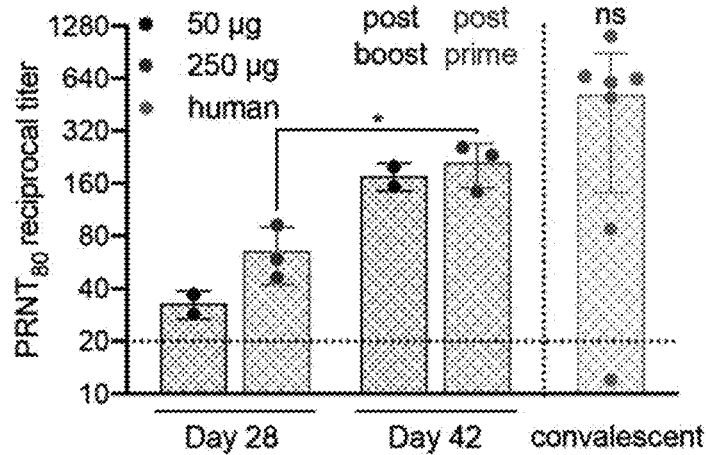 PRNT80 reciprocal titer
1280
640
320
160
80
40
20
10
50 µg
250 µg
human
post
boost
post
prime
ns
*
Day 28
Day 42
convalescent